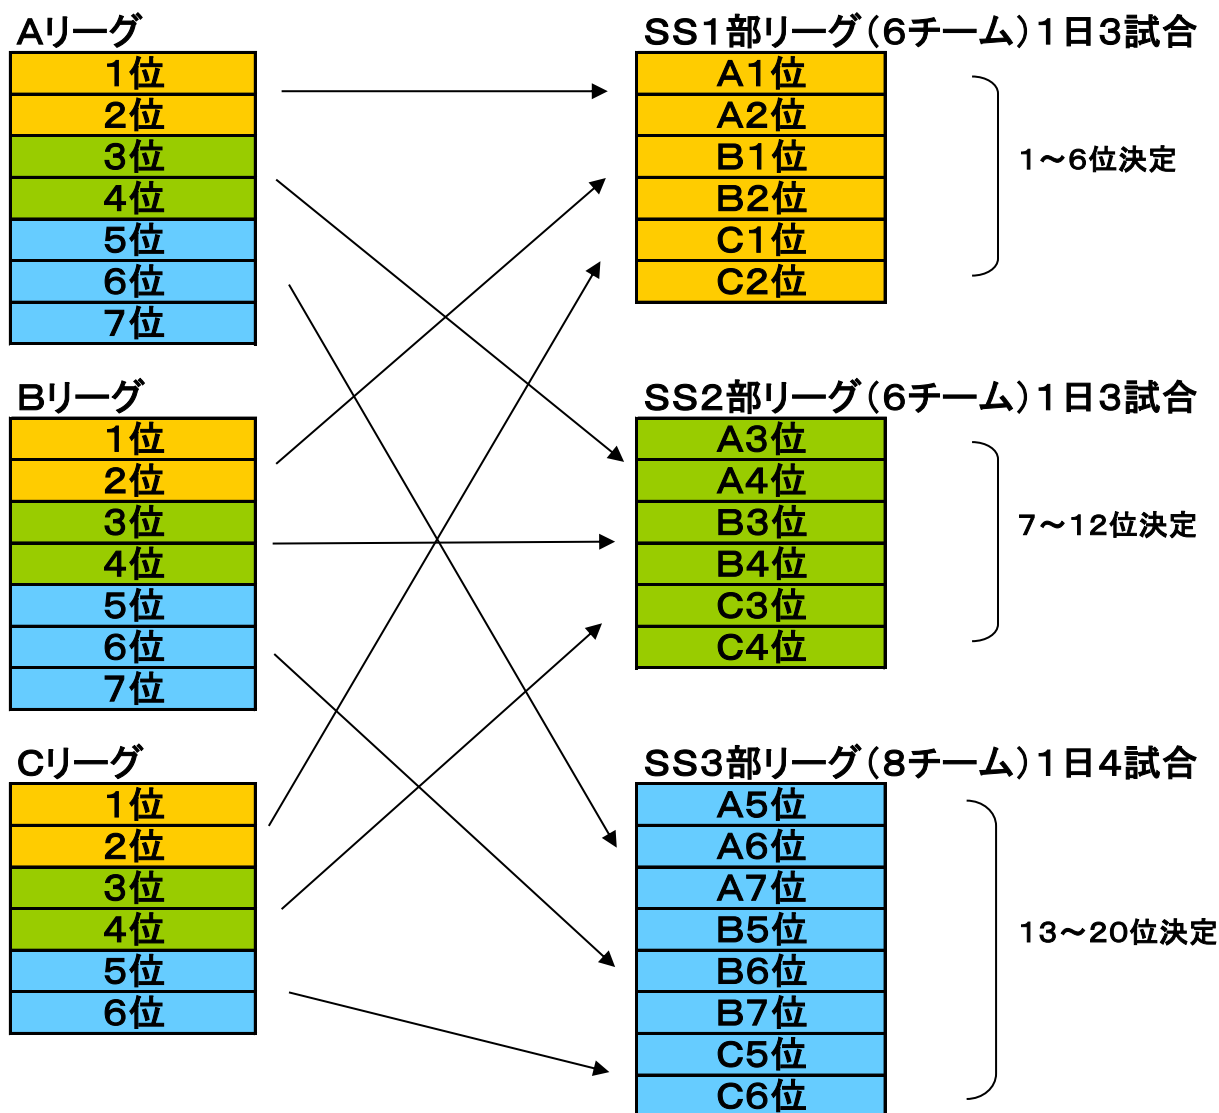 Aリーグ
1位
2位
3位
4位
5位
6位
7位
Bリーグ
1位
2位
3位
4位
5位
6位
7位
Cリーグ
1位
2位
3位
4位
5位
6位
SS1部リーグ(6チーム)1日3試合
A1位
A2位
B1位
B2位
C1位
C2位
1～6位決定
SS2部リーグ(6チーム)1日3試合
A3位
A4位
B3位
B4位
C3位
C4位
7～12位決定
SS3部リーグ(8チーム)1日4試合
A5位
A6位
A7位
B5位
B6位
B7位
C5位
C6位
13～20位決定